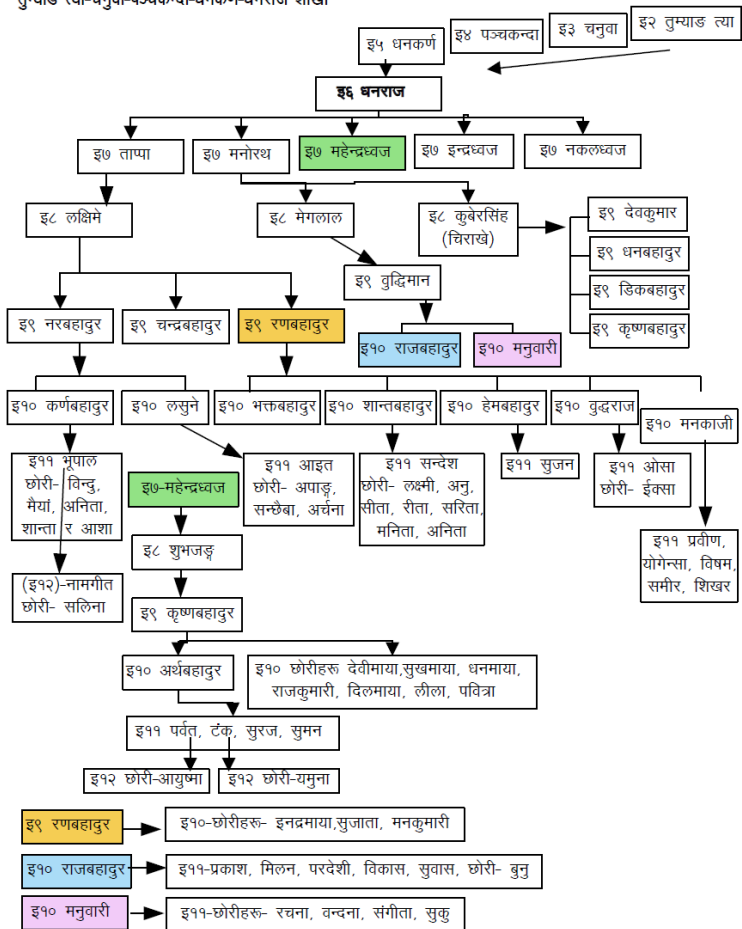 तुम्याङ त्या-चनुवा-पञ्चकन्दा-धनकर्ण-धनराज शाखा
इ५ धनकर्ण
इ४ पञ्चकन्दा
इ३ चनुवा
इ२ तुम्याङ त्या
इ६ धनराज
इ७ ताप्पा
इ७ मनोरथ
इ७ महेन्द्रध्वज
इ७ इन्द्रध्वज
इ७ नकलध्वज
इ८ लक्षिमे
इ८ मेगलाल
इ८ कुबेरसिंह
(चिराखे)
इ९ देवकुमार
इ९ धनबहादुर
इ९ डिकबहादुर
इ९ कृष्णबहादुर
इ९ वुद्धिमान
इ९ नरबहादुर
इ९ चन्द्रबहादुर
इ९ रणबहादुर
इ१० राजबहादुर
इ१० मनुवारी
इ१० कर्णबहादुर
इ१० लसुने
इ१० भक्तबहादुर
इ१० शान्तबहादुर
इ१० हेमबहादुर
इ१० वुद्धराज
इ१० मनकाजी
इ११ भूपाल
छोरी- विन्दु,
मैयां, अनिता,
शान्ता र आशा
इ११ आइत
छोरी- अपाङ्ग,
सन्छैबा, अर्चना
इ११ सन्देश
छोरी- लक्ष्मी, अनु,
सीता, रीता, सरिता,
मनिता, अनिता
इ११ सुजन
इ११ ओसा
छोरी- ईक्सा
इ११ प्रवीण,
योगेन्सा, विषम,
समीर, शिखर
इ७-महेन्द्रध्वज
इ८ शुभजङ्ग
(इ१२)-नामगीत
छोरी- सलिना
इ९ कृष्णबहादुर
इ१० अर्थबहादुर
इ१० छोरीहरू देवीमाया,सुखमाया, धनमाया,
राजकुमारी, दिलमाया, लीला, पवित्रा
इ११ पर्वत, टंक, सुरज, सुमन
इ१२ छोरी-आयुष्मा
इ१२ छोरी-यमुना
इ९ रणबहादुर
इ१०-छोरीहरू- इनद्रमाया,सुजाता, मनकुमारी
इ१० राजबहादुर
इ११-प्रकाश, मिलन, परदेशी, विकास, सुवास, छोरी- बुनु
इ१० मनुवारी
इ११-छोरीहरू- रचना, वन्दना, संगीता, सुकु